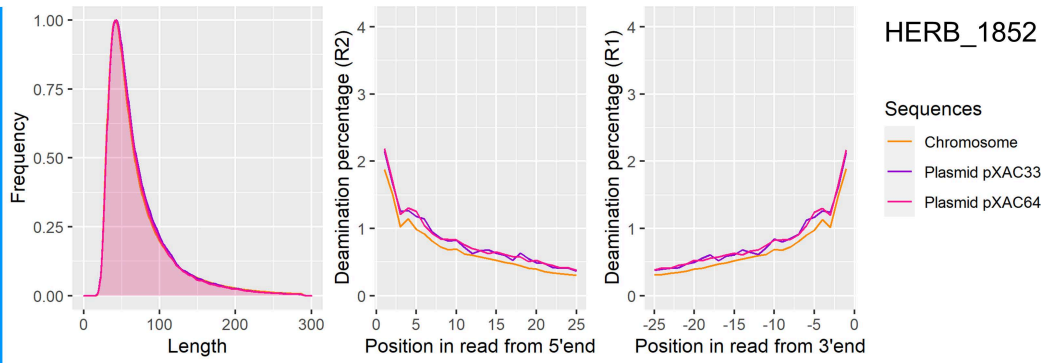 HERB_1852
Frequency
1.00
0.75
0.50
0.25
0.00
0
100
200
300
Length
Deamination percentage (R2)
4
3
2
1
0
0
5
10
15
20
25
Position in read from 5'end
Deamination percentage (R1)
4
3
2
1
0
-25
-20
-15
-10
-5
0
Position in read from 3'end
Sequences
Chromosome
Plasmid pXAC33
Plasmid pXAC64